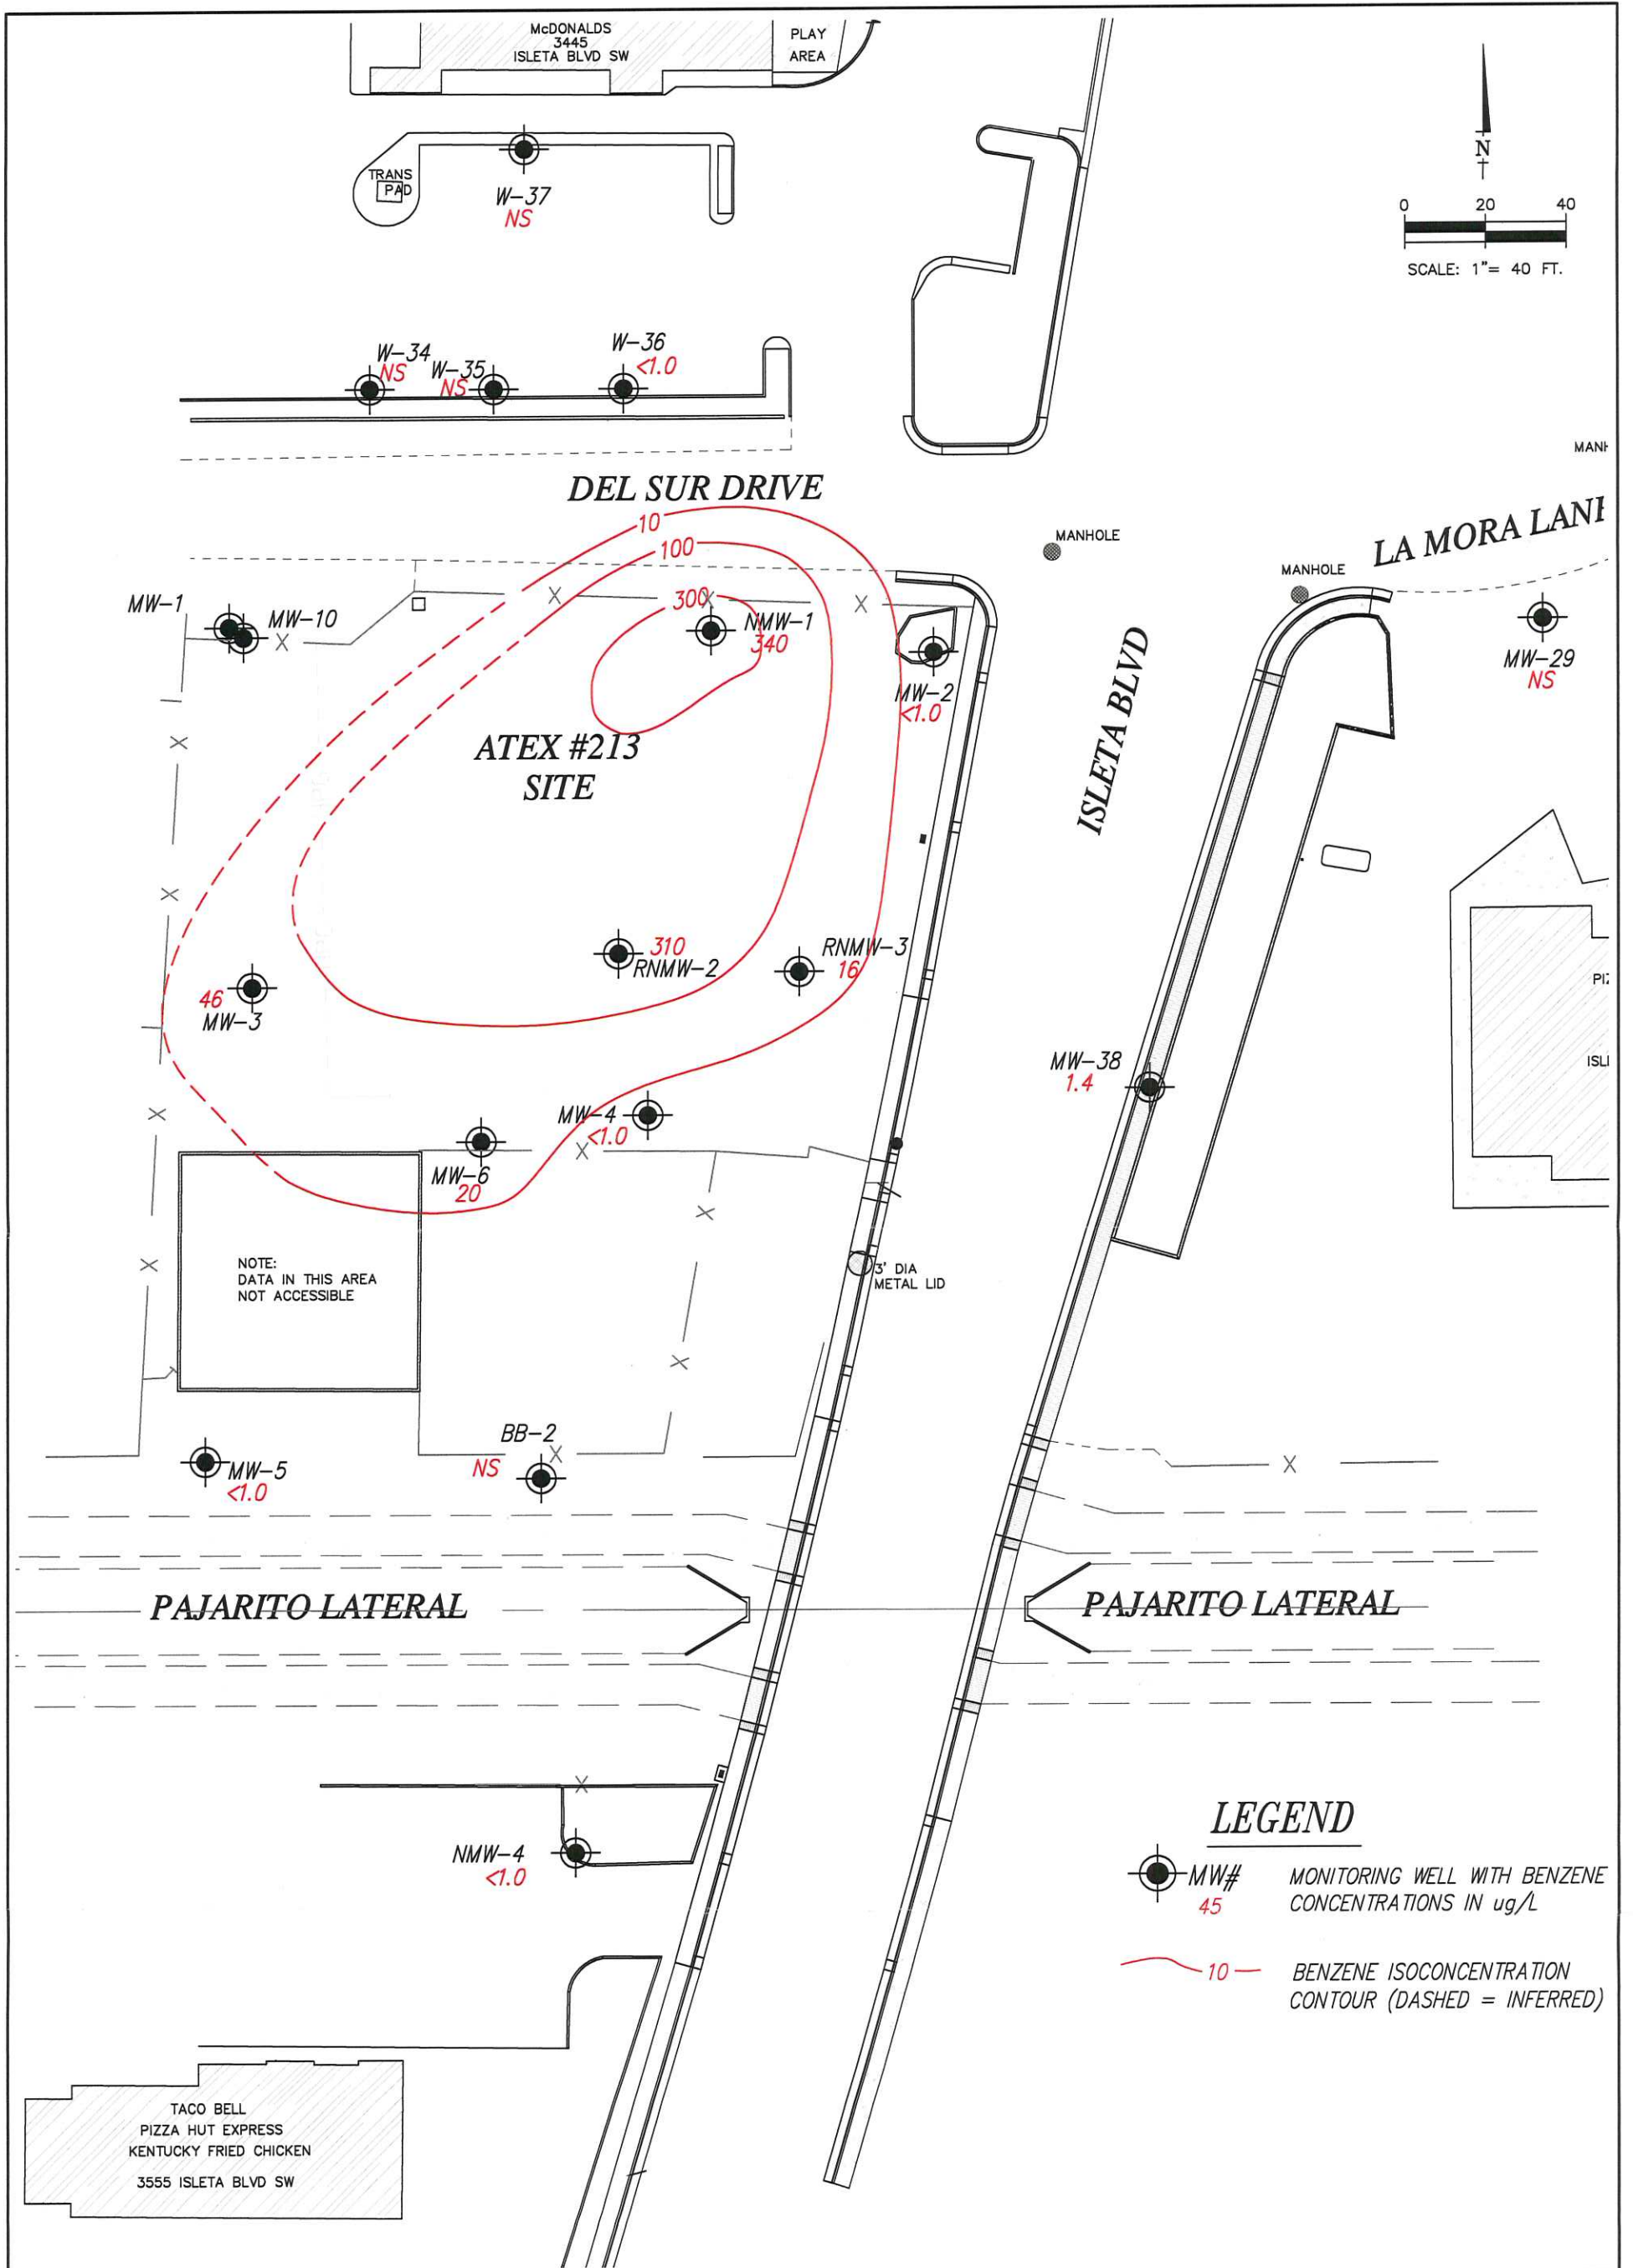 McDONALDS
3445
ISLETA BLVD SW
PLAY
AREA
TRANS
PAD
W-37
NS
N
0 20 40
SCALE: 1"= 40 FT.
W-34
NS
W-35
NS
W-36
<1.0
MANH
DEL SUR DRIVE
10
100
300
MANHOLE
LA MORA LANE
MANHOLE
MW-1
MW-10
NMW-1
340
MW-2
<1.0
MW-29
NS
ATEX #213
SITE
ISLETA BLVD
310
RNMW-2
RNMW-3
16
46
MW-3
PIZ
ISL
MW-38
1.4
MW-4
<1.0
MW-6
20
NOTE:
DATA IN THIS AREA
NOT ACCESSIBLE
3' DIA
METAL LID
BB-2
NS
MW-5
<1.0
PAJARITO LATERAL
PAJARITO LATERAL
NMW-4
<1.0
LEGEND
MW#
45
MONITORING WELL WITH BENZENE
CONCENTRATIONS IN ug/L
10
BENZENE ISOCONCENTRATION
CONTOUR (DASHED = INFERRED)
TACO BELL
PIZZA HUT EXPRESS
KENTUCKY FRIED CHICKEN
3555 ISLETA BLVD SW